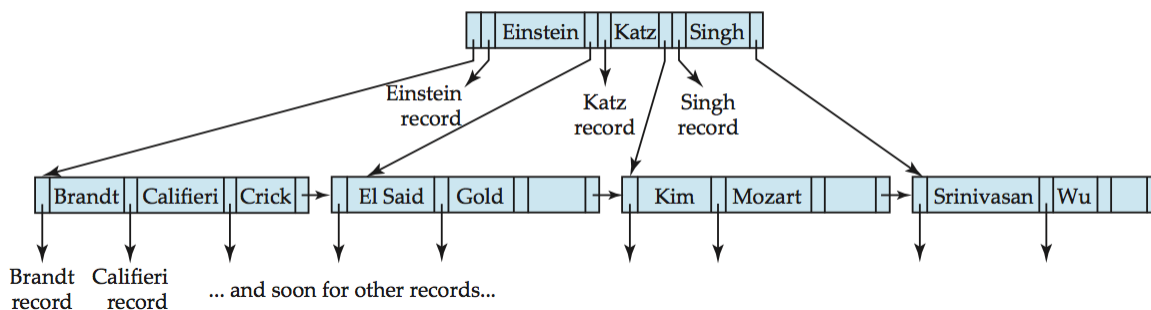 Einstein Katz Singh
Einstein
record
Katz
record
Singh
record
Brandt Califieri Crick El Said Gold Kim Mozart Srinivasan Wu
Brandt
record
Califieri
record
... and soon for other records...